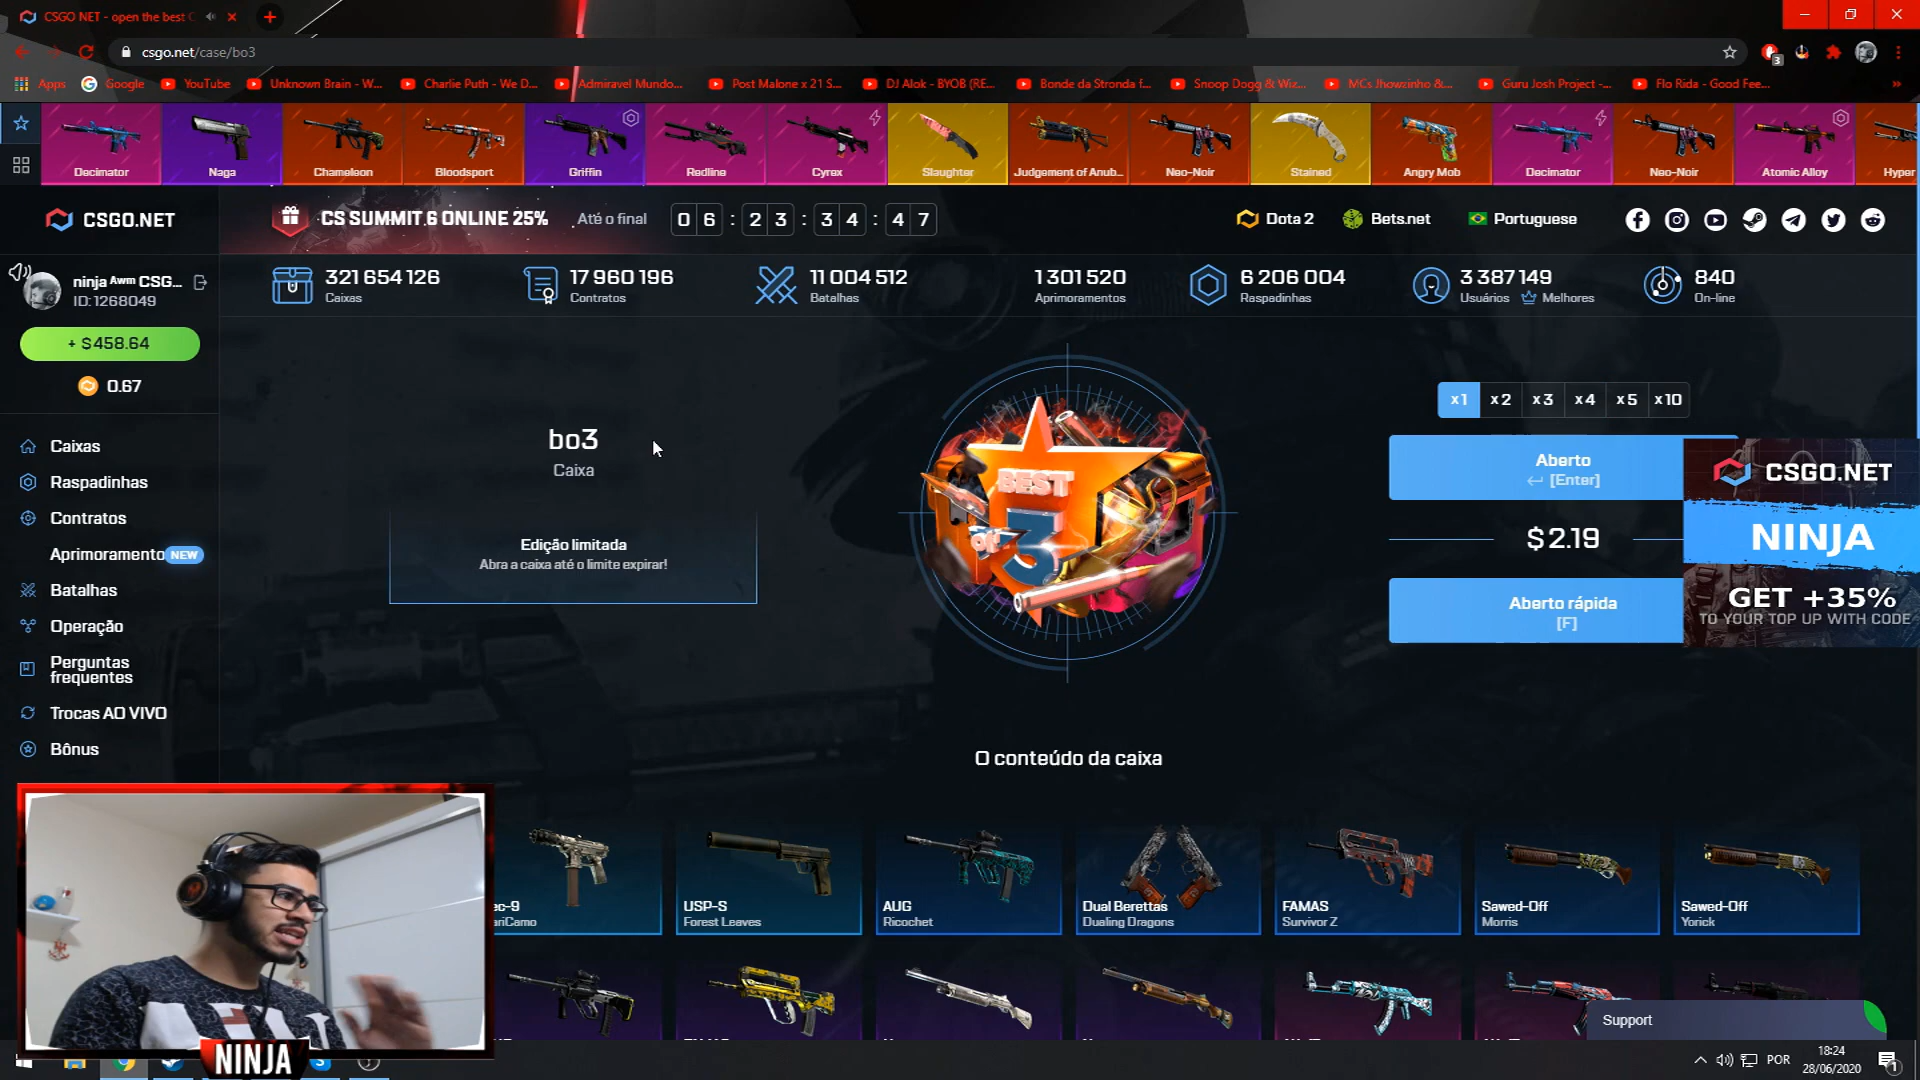 CSGO NET - open the best C
csgo.net/case/bo3
3
Apps
Google
YouTube
Unknown Brain - W...
Charlie Puth - We D...
Admiravel Mundo...
Post Malone x 21 S...
DJ Alok - BYOB (RE...
Bonde da Stronda f...
Snoop Dogg & Wiz...
MCs Jhowzinho &...
Guru Josh Project -...
Flo Rida - Good Fee...
Decimator
Naga
Chameleon
Bloodsport
Griffin
Redline
Cyrex
Slaughter
Judgement of Anub...
Neo-Noir
Stained
Angry Mob
Decimator
Neo-Noir
Atomic Alloy
Hyper
CSGO.NET
CS SUMMIT 6 ONLINE 25%
Até o final
06 : 23 : 34 : 47
Dota 2
Bets.net
Portuguese
ninja ᴬʷᵐ CSG...
ID:1268049
321 654 126
Caixas
17 960 196
Contratos
11 004 512
Batalhas
1 301 520
Aprimoramentos
6 206 004
Raspadinhas
3 387 149
Usuários
Melhores
840
On-line
+ $458.64
0.67
Caixas
Raspadinhas
Contratos
Aprimoramento NEW
Batalhas
Operação
Perguntas
frequentes
Trocas AO VIVO
Bônus
bo3
Caixa
Edição limitada
Abra a caixa até o limite expirar!
BEST
of 3
x1
x2
x3
x4
x5
x10
Aberto
[Enter]
$2.19
Aberto rápida
[F]
CSGO.NET
NINJA
GET +35%
TO YOUR TOP UP WITH CODE
O conteúdo da caixa
ec-9
ariCamo
USP-S
Forest Leaves
AUG
Ricochet
Dual Berettas
Dualing Dragons
FAMAS
Survivor Z
Sawed-Off
Morris
Sawed-Off
Yorick
Support
NINJA
POR
18:24
28/06/2020
1